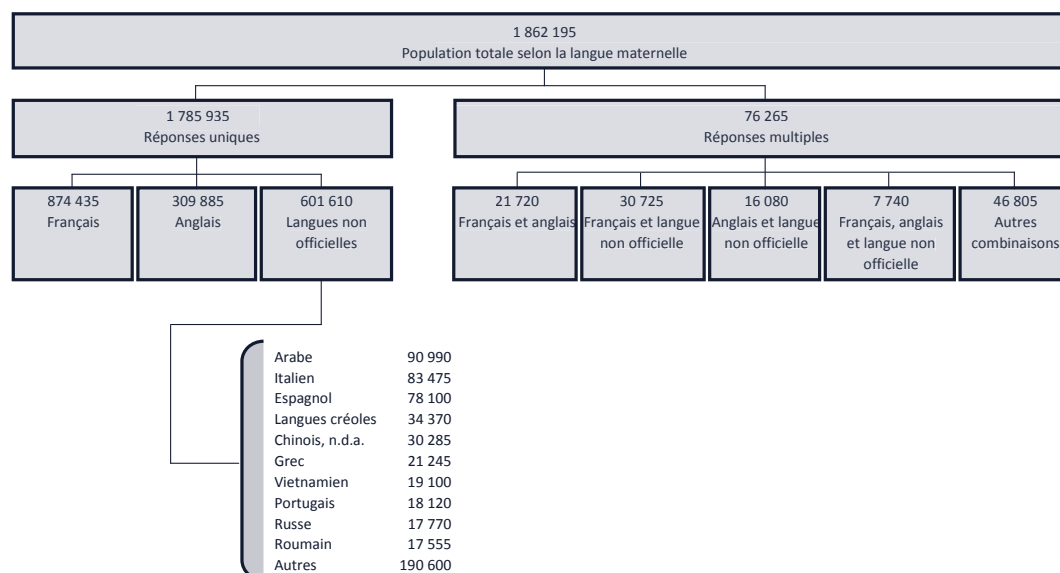 1 862 195
Population totale selon la langue maternelle
1 785 935
Réponses uniques
76 265
Réponses multiples
874 435
Français
309 885
Anglais
601 610
Langues non
officielles
21 720
Français et anglais
30 725
Français et langue
non officielle
16 080
Anglais et langue
non officielle
7 740
Français, anglais
et langue non
officielle
46 805
Autres
combinaisons
Arabe 90 990
Italien 83 475
Espagnol 78 100
Langues créoles 34 370
Chinois, n.d.a. 30 285
Grec 21 245
Vietnamien 19 100
Portugais 18 120
Russe 17 770
Roumain 17 555
Autres 190 600